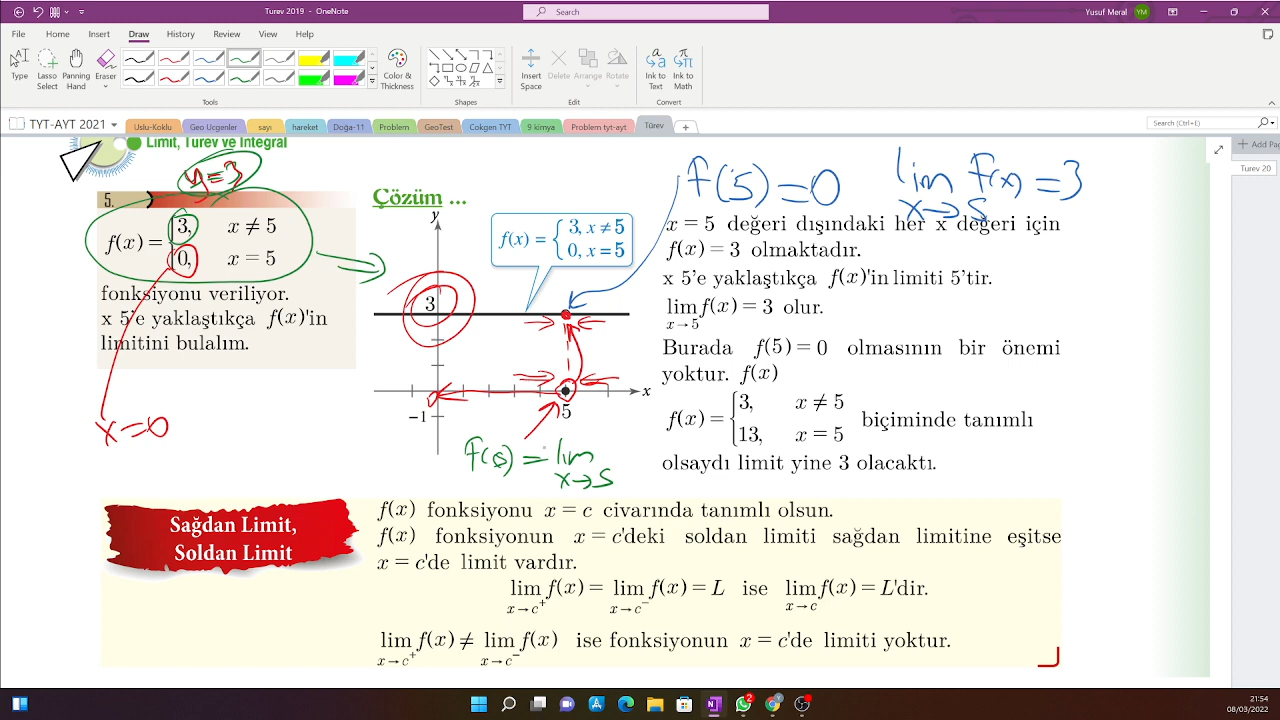 Turev 2019 - OneNote
Search
Yusuf Meral
YM
File Home Insert Draw History Review View Help
Type
Lasso Select
Panning Hand
Eraser
Color & Thickness
Insert Space
Delete
Arrange
Rotate
Ink to Text
Ink to Math
Tools
Shapes
Edit
Convert
TYT-AYT 2021
Uslu-Koklu Geo Ucgenler sayı hareket Doğa-11 Problem GeoTest Cokgen TYT 9 kimya Problem tyt-ayt Türev
Search (Ctrl+E)
Add Pag
Turev 20
Limit, Türev ve Integral
y=3
5.
f(x) = { 3, x ≠ 5
0, x = 5
fonksiyonu veriliyor.
x 5'e yaklaştıkça f(x)'in
limitini bulalım.
x=0
Çözüm ...
y
f(x) = { 3, x ≠ 5
0, x = 5
3
x
5
−1
f(5) = lim
x→5
f(5)=0
lim f(x) = 3
x→5
x = 5 değeri dışındaki her x değeri için
f(x) = 3 olmaktadır.
x 5'e yaklaştıkça f(x)'in limiti 5'tir.
lim f(x) = 3 olur.
x→5
Burada f(5) = 0 olmasının bir önemi
yoktur. f(x)
f(x) = { 3, x ≠ 5
13, x = 5 biçiminde tanımlı
olsaydı limit yine 3 olacaktı.
Sağdan Limit,
Soldan Limit
f(x) fonksiyonu x = c civarında tanımlı olsun.
f(x) fonksiyonun x = c'deki soldan limiti sağdan limitine eşitse
x = c'de limit vardır.
lim f(x) = lim f(x) = L ise lim f(x) = L'dir.
x→c⁺ x→c⁻ x→c
lim f(x) ≠ lim f(x) ise fonksiyonun x = c'de limiti yoktur.
x→c⁺ x→c⁻
2
21:54
08/03/2022